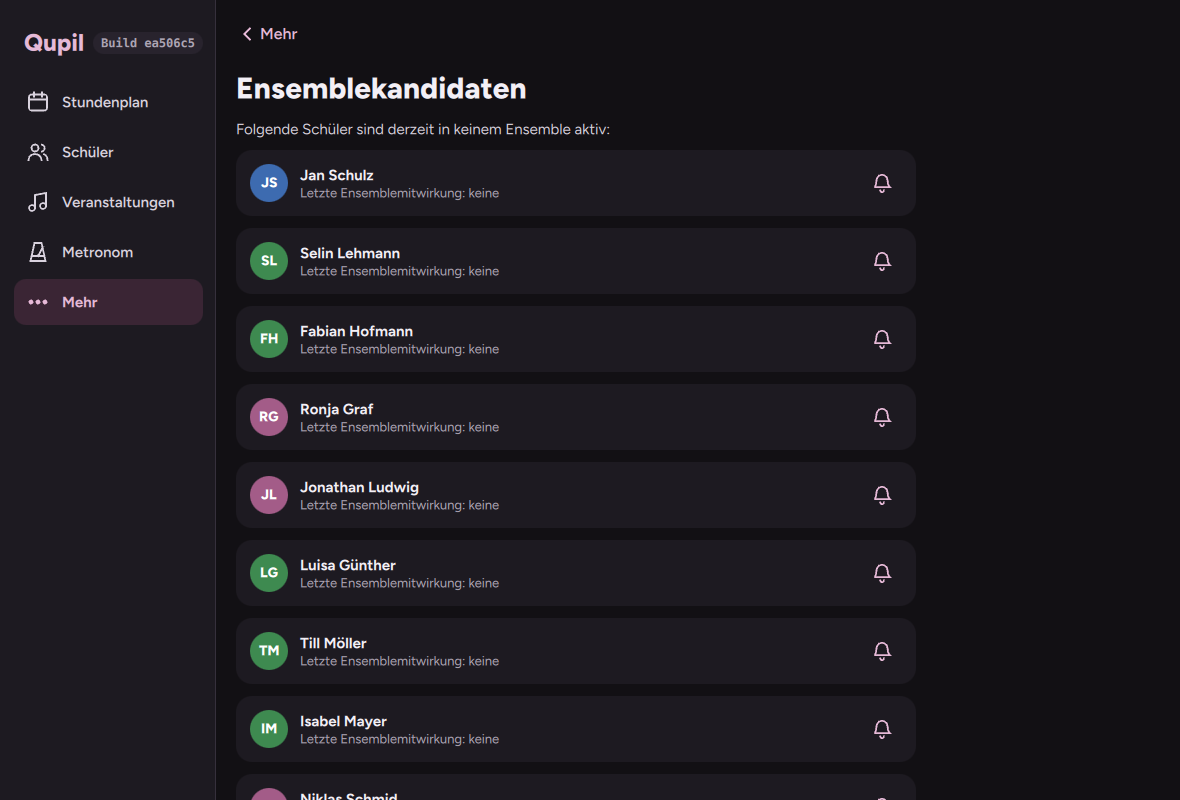 Qupil Build ea506c5
Stundenplan
Schüler
Veranstaltungen
Metronom
Mehr
Mehr
Ensemblekandidaten
Folgende Schüler sind derzeit in keinem Ensemble aktiv:
JS Jan Schulz
Letzte Ensemblemitwirkung: keine
SL Selin Lehmann
Letzte Ensemblemitwirkung: keine
FH Fabian Hofmann
Letzte Ensemblemitwirkung: keine
RG Ronja Graf
Letzte Ensemblemitwirkung: keine
JL Jonathan Ludwig
Letzte Ensemblemitwirkung: keine
LG Luisa Günther
Letzte Ensemblemitwirkung: keine
TM Till Möller
Letzte Ensemblemitwirkung: keine
IM Isabel Mayer
Letzte Ensemblemitwirkung: keine
Niklas Schmid